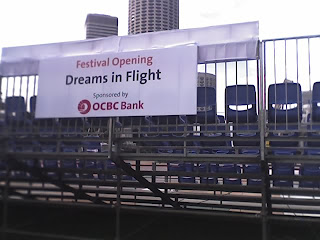 Festival Opening
Dreams in Flight
Sponsored by
OCBC Bank